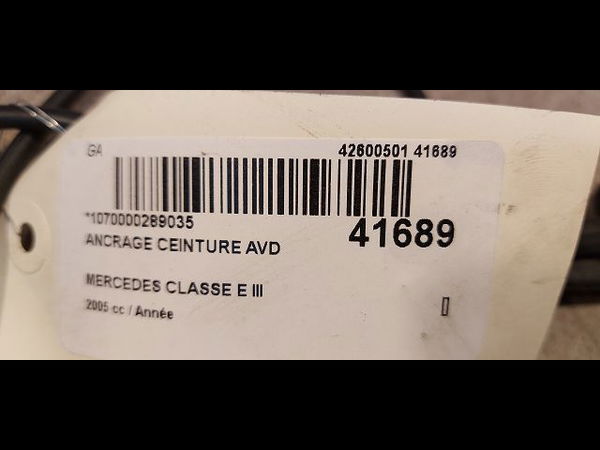 GA 42600501 41689
*1070000289035 41689
ANCRAGE CEINTURE AVD
MERCEDES CLASSE E III
2005 cc / Année